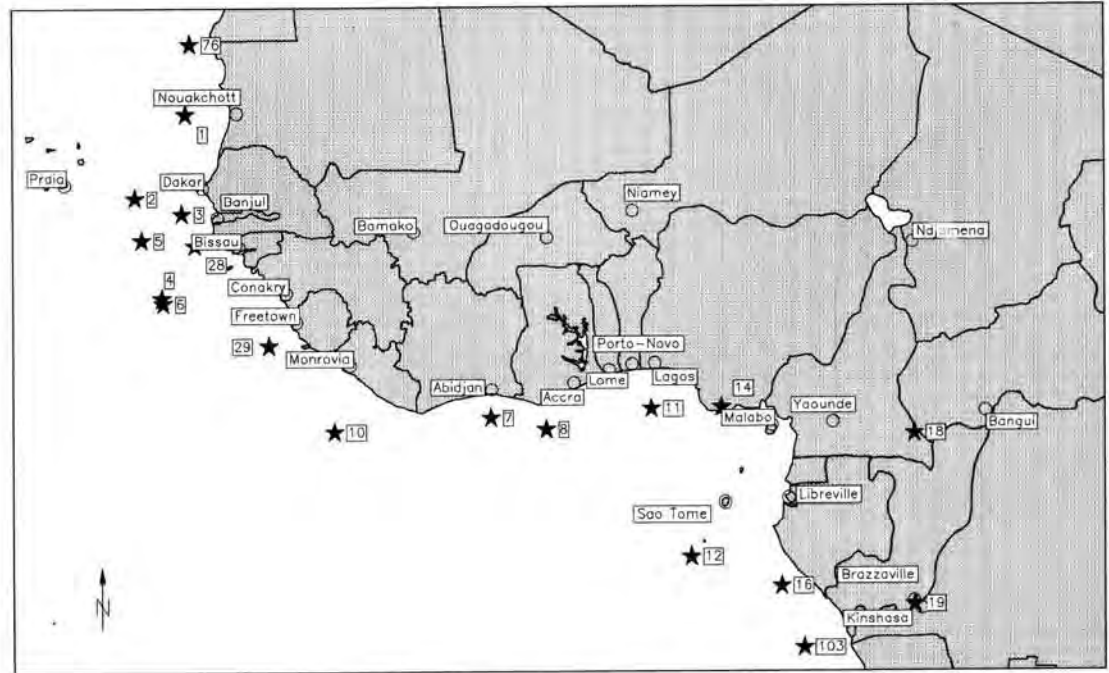 76
Nouakchott
1
Praia
Dakar
2
3
Banjul
Niamey
5
Bissau
Bamako
Ouagadougou
Ndjamena
28
4
Conakry
6
Freetown
29
Monrovia
Porto-Novo
Lagos
Abidjan
Accra
Lome
14
11
7
8
10
Malabo
Yaounde
Bangui
18
Libreville
Sao Tome
12
Brazzaville
16
19
Kinshasa
103
N